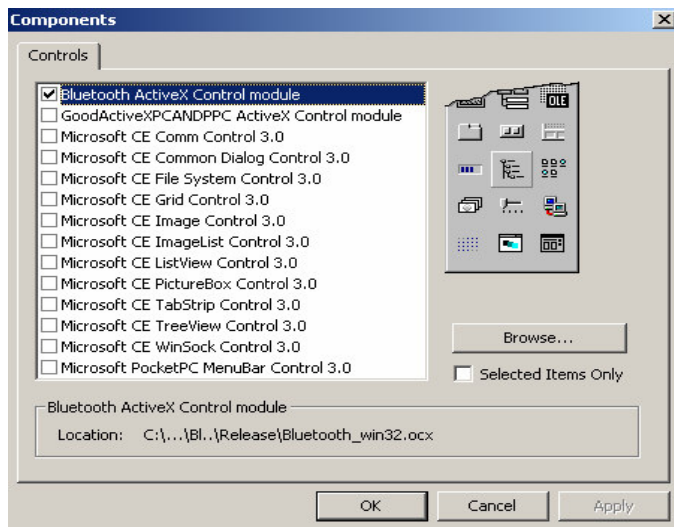 Components
Controls
Bluetooth ActiveX Control module
GoodActiveXPCANDPPC ActiveX Control module
Microsoft CE Comm Control 3.0
Microsoft CE Common Dialog Control 3.0
Microsoft CE File System Control 3.0
Microsoft CE Grid Control 3.0
Microsoft CE Image Control 3.0
Microsoft CE ImageList Control 3.0
Microsoft CE ListView Control 3.0
Microsoft CE PictureBox Control 3.0
Microsoft CE TabStrip Control 3.0
Microsoft CE TreeView Control 3.0
Microsoft CE WinSock Control 3.0
Microsoft PocketPC MenuBar Control 3.0
OLE
Browse...
Selected Items Only
Bluetooth ActiveX Control module
Location: C:\...\Bl..\Release\Bluetooth_win32.ocx
OK Cancel Apply